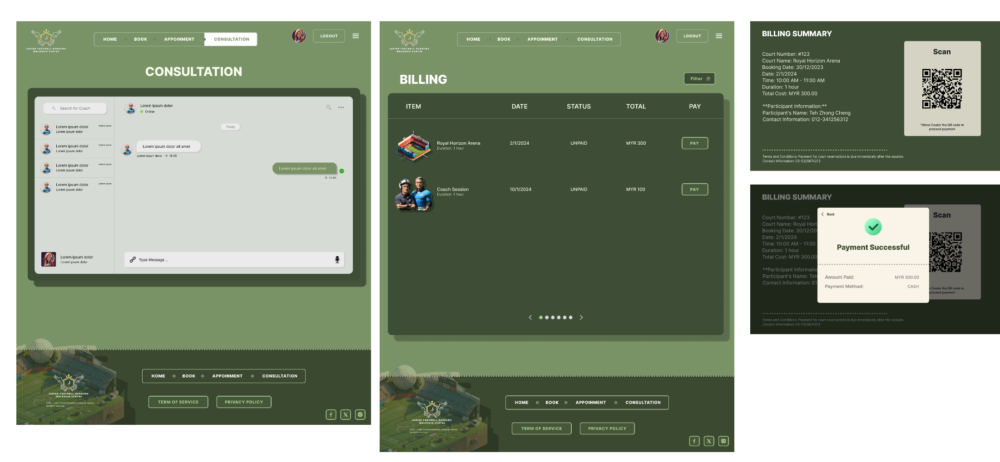 JUNIOR FOOTBALL ACADEMY
MALAYSIA CENTRE
HOME
BOOK
APPOINMENT
CONSULTATION
LOGOUT
CONSULTATION
Search for Coach
Lorem ipsum dolor
Lorem ipsum
Lorem ipsum dolor
Lorem ipsum dolor
Lorem ipsum
Lorem ipsum dolor
Lorem ipsum dolor
Lorem ipsum
Lorem ipsum dolor
Lorem ipsum dolor
Lorem ipsum
Lorem ipsum dolor
Lorem ipsum dolor
Lorem ipsum dolor
Lorem ipsum dolor
Online
Today
Lorem ipsum dolor sit amet
Lorem ipsum dolor
12:45
Lorem ipsum dolor sit amet
12:45
Type Message ..
JUNIOR FOOTBALL ACADEMY
MALAYSIA CENTRE
2024 . Junior Football Academy Malaysia Centre
All rights reserved.
HOME
BOOK
APPOINMENT
CONSULTATION
TERM OF SERVICE
PRIVACY POLICY
JUNIOR FOOTBALL ACADEMY
MALAYSIA CENTRE
HOME
BOOK
APPOINMENT
CONSULTATION
LOGOUT
BILLING
Filter
ITEM
DATE
STATUS
TOTAL
PAY
Royal Horizon Arena
Duration: 1 hour
2/1/2024
UNPAID
MYR 300
PAY
Coach Session
Duration: 1 hour
10/1/2024
UNPAID
MYR 100
PAY
JUNIOR FOOTBALL ACADEMY
MALAYSIA CENTRE
2024 . Junior Football Academy Malaysia Centre
All rights reserved.
HOME
BOOK
APPOINMENT
CONSULTATION
TERM OF SERVICE
PRIVACY POLICY
BILLING SUMMARY
Court Number: #123
Court Name: Royal Horizon Arena
Booking Date: 30/12/2023
Date: 2/1/2024
Time: 10:00 AM - 11:00 AM
Duration: 1 hour
Total Cost: MYR 300.00
**Participant Information:**
Participant's Name: Teh Zhong Cheng
Contact Information: 012-341256312
Scan
*Show Couter the QR code to
proceed payment
Terms and Conditions: Payment for court reservations is due immediately after the session.
Contact Information: 03-5325674212
BILLING SUMMARY
Court Number: #123
Court Name: Royal Hori
Booking Date: 30/12/20
Date: 2/1/2024
Time: 10:00 AM - 11:00
Duration: 1 hour
Total Cost: MYR 300.00
**Participant Informatio
Participant's Name: Teh
Contact Information: 01
Scan
Couter the QR code to
proceed payment
Back
Payment Successful
Amount Paid:
MYR 300.00
Payment Method:
CASH
Terms and Conditions: Payment for court reservations is due immediately after the session.
Contact Information: 03-5325674212